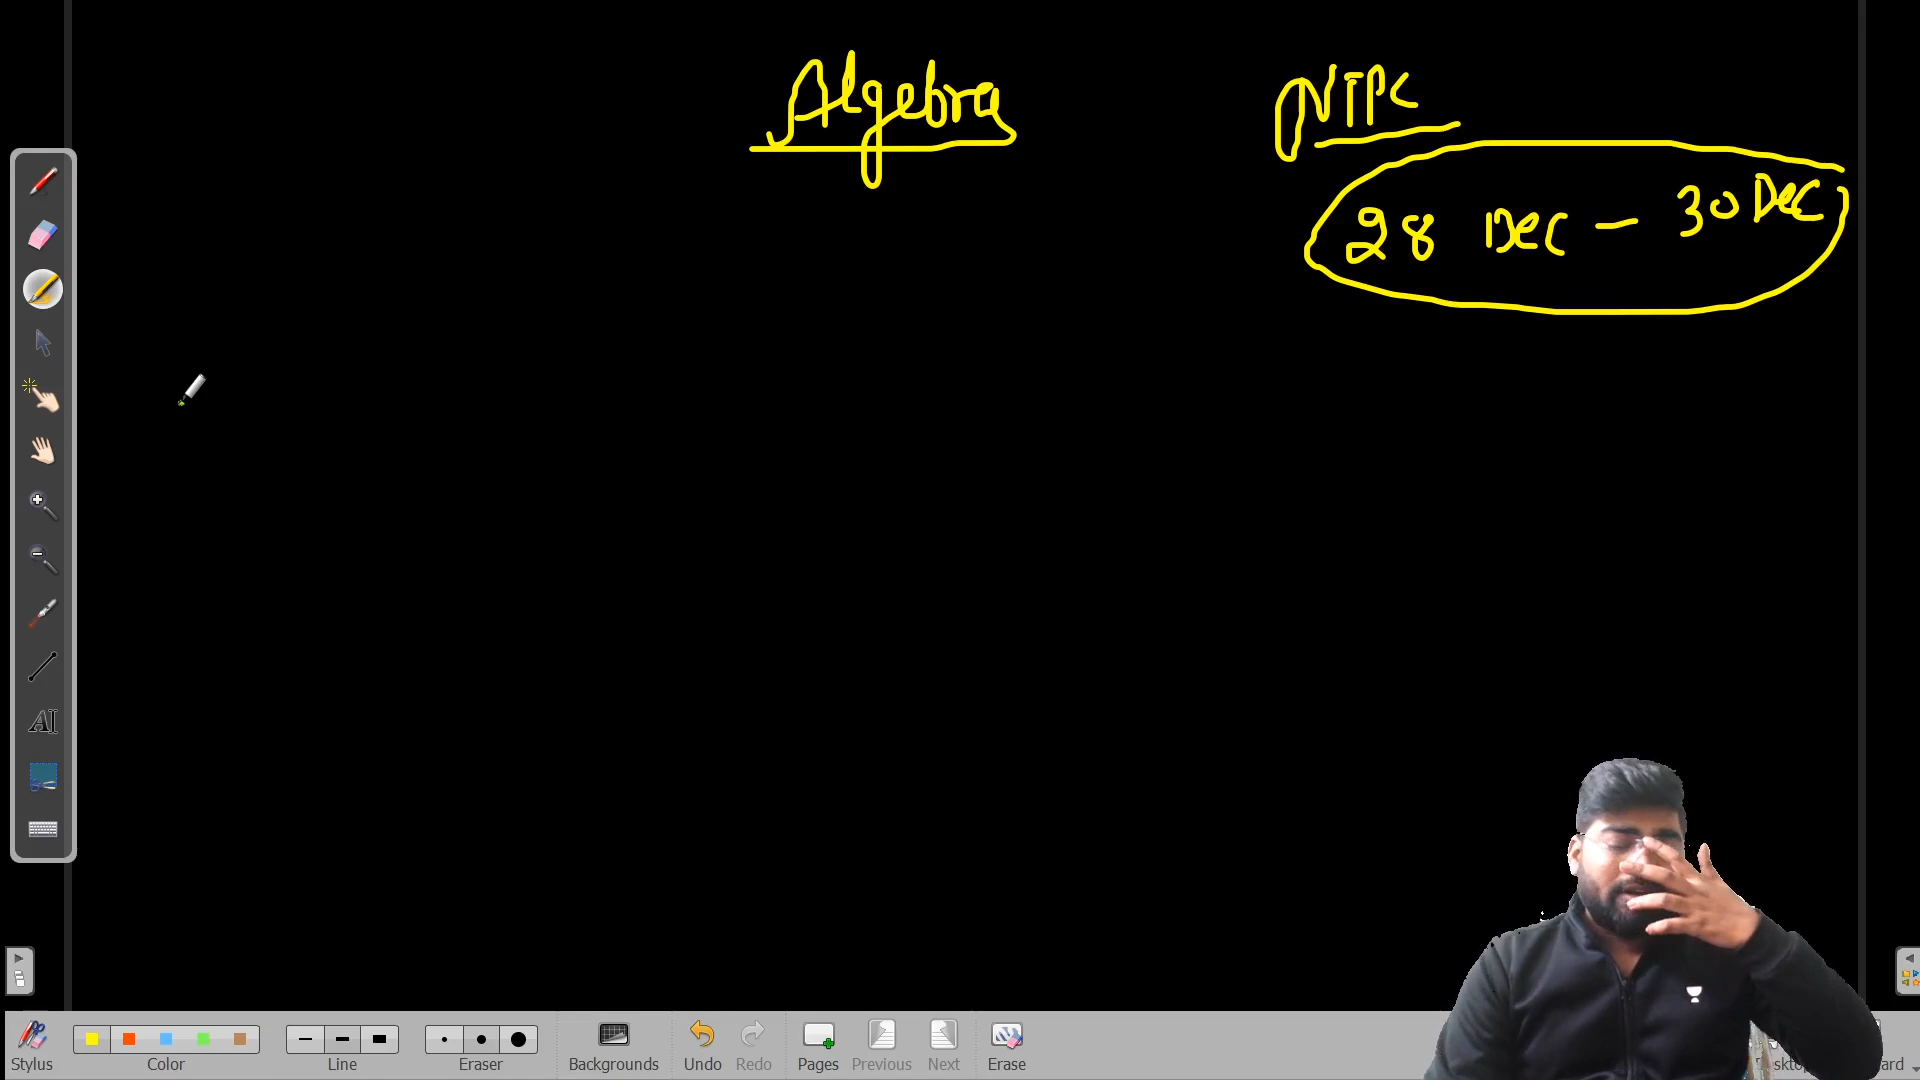 Algebra
NTPC
28 Dec - 30 Dec
Stylus
Color
Line
Eraser
Backgrounds
Undo
Redo
Pages
Previous
Next
Erase